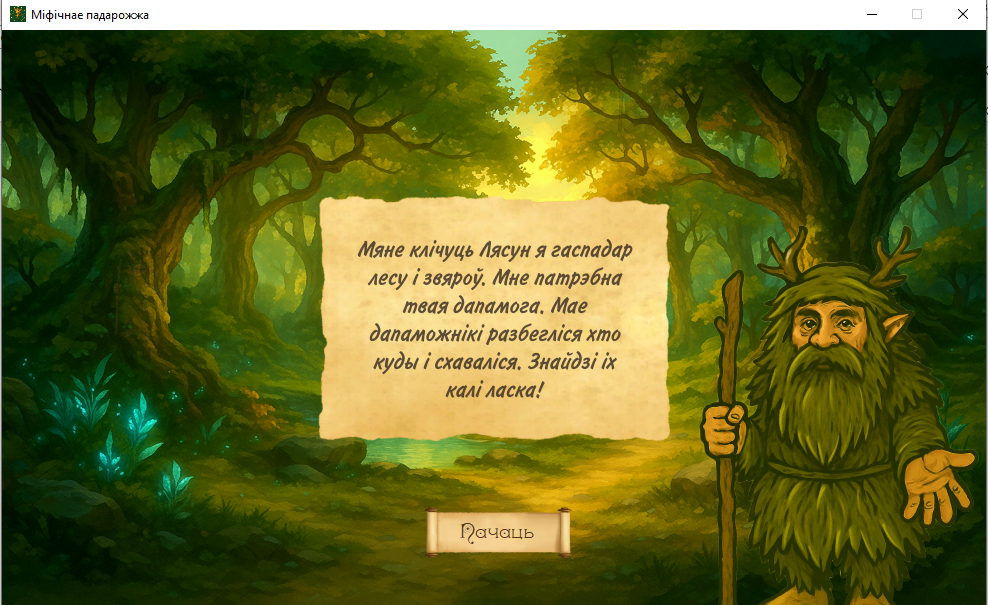 Міфічнае падарожжа
Мяне клічуць Лясун я гаспадар
лесу і звяроў. Мне патрэбна
твая дапамога. Мае
дапаможнікі разбегліся хто
куды і схаваліся. Знайдзі іх
калі ласка!
Пачаць